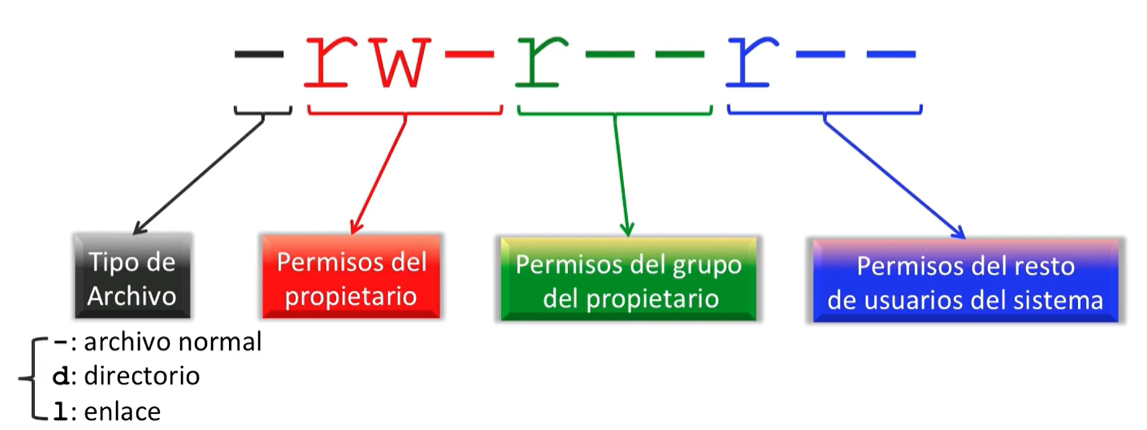 -rw-r--r--
Tipo de
Archivo
Permisos del
propietario
Permisos del grupo
del propietario
Permisos del resto
de usuarios del sistema
-: archivo normal
d: directorio
l: enlace